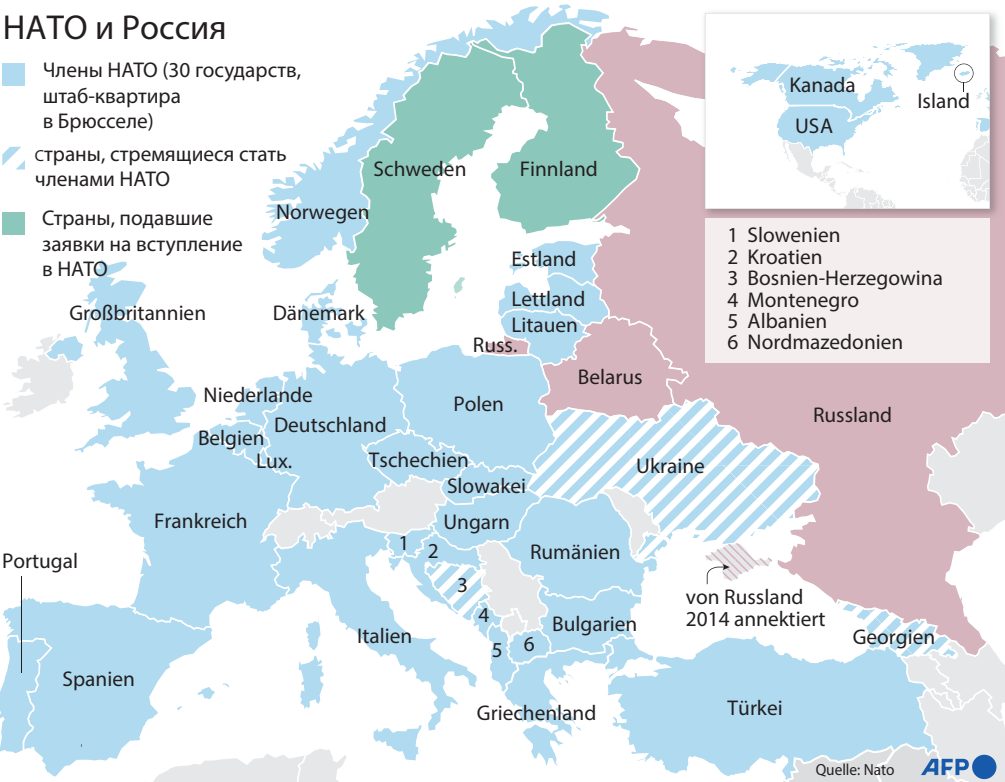 НАТО и Россия
Члены НАТО (30 государств,
штаб-квартира
в Брюсселе)
страны, стремящиеся стать
членами НАТО
Страны, подавшие
заявки на вступление
в НАТО
Kanada
USA
Island
1 Slowenien
2 Kroatien
3 Bosnien-Herzegowina
4 Montenegro
5 Albanien
6 Nordmazedonien
Schweden
Finnland
Norwegen
Estland
Lettland
Litauen
Russ.
Großbritannien
Dänemark
Belarus
Russland
Niederlande
Polen
Belgien
Deutschland
Lux.
Tschechien
Ukraine
Slowakei
Frankreich
Ungarn
1
2
Rumänien
Portugal
3
von Russland
2014 annektiert
4
Bulgarien
Italien
5
6
Georgien
Spanien
Griechenland
Türkei
Quelle: Nato
AFP